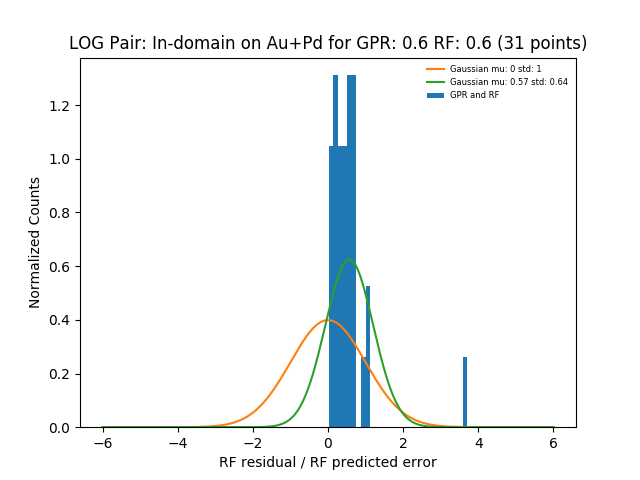 LOG Pair: In-domain on Au+Pd for GPR: 0.6 RF: 0.6 (31 points)
Gaussian mu: 0 std: 1
Gaussian mu: 0.57 std: 0.64
GPR and RF
Normalized Counts
1.2
1.0
0.8
0.6
0.4
0.2
0.0
−6 −4 −2 0 2 4 6
RF residual / RF predicted error